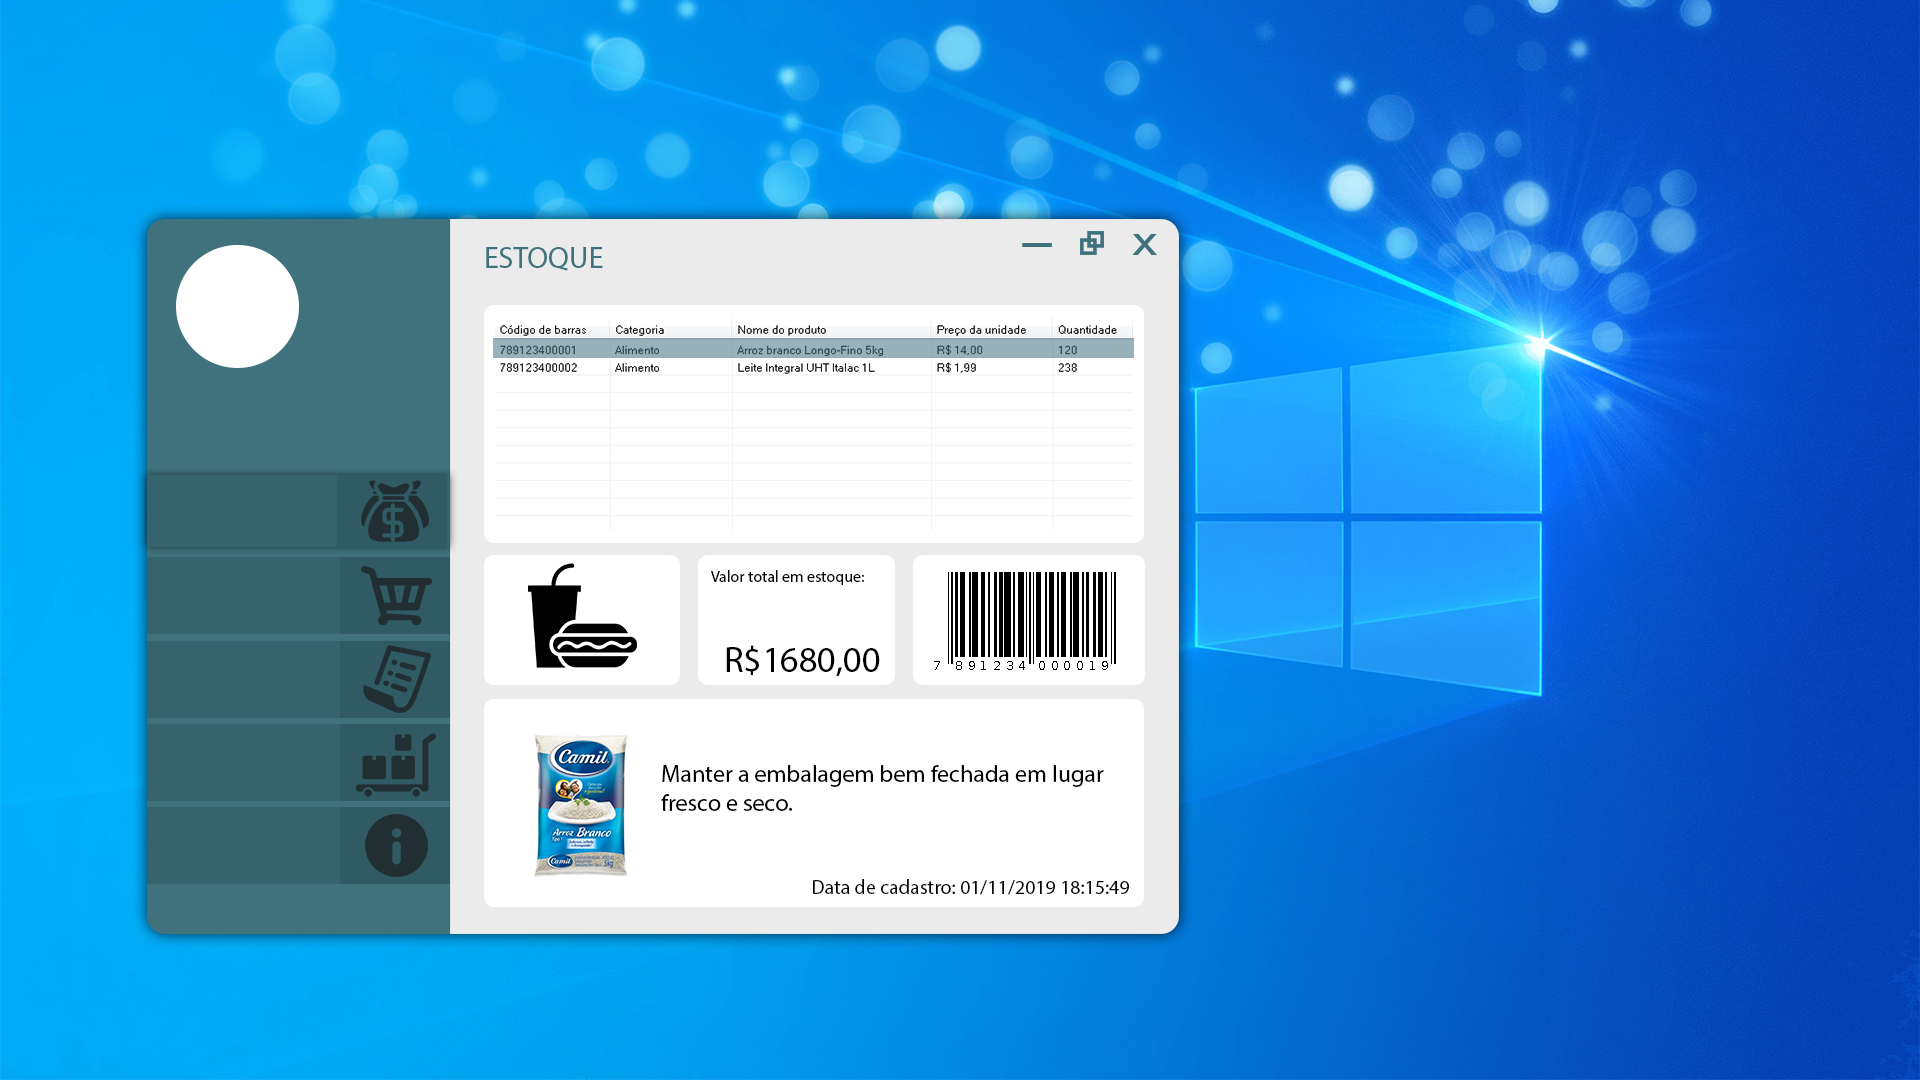 ESTOQUE
Código de barras Categoria Nome do produto Preço da unidade Quantidade
789123400001 Alimento Arroz branco Longo-Fino 5kg R$ 14,00 120
789123400002 Alimento Leite Integral UHT Italac 1L R$ 1,99 238
Valor total em estoque:
R$1680,00
7 891234 000019
Camil
Arroz Branco
Tipo 1
Camil
5kg
Manter a embalagem bem fechada em lugar
fresco e seco.
Data de cadastro: 01/11/2019 18:15:49